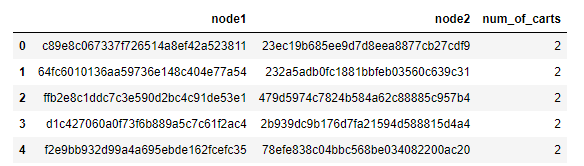 node1 node2 num_of_carts
0 c89e8c067337f726514a8ef42a523811 23ec19b685ee9d7d8eea8877cb27cdf9 2
1 64fc6010136aa59736e148c404e77a54 232a5adb0fc1881bbfeb03560c639c31 2
2 ffb2e8c1ddc7c3e590d2bc4c91de53e1 479d5974c7824b584a62c88885c957b4 2
3 d1c427060a0f73f6b889a5c7c61f2ac4 2b939dc9b176d7fa21594d588815d4a4 2
4 f2e9bb932d99a4a695ebde162fcefc35 78efe838c04bbc568be034082200ac20 2